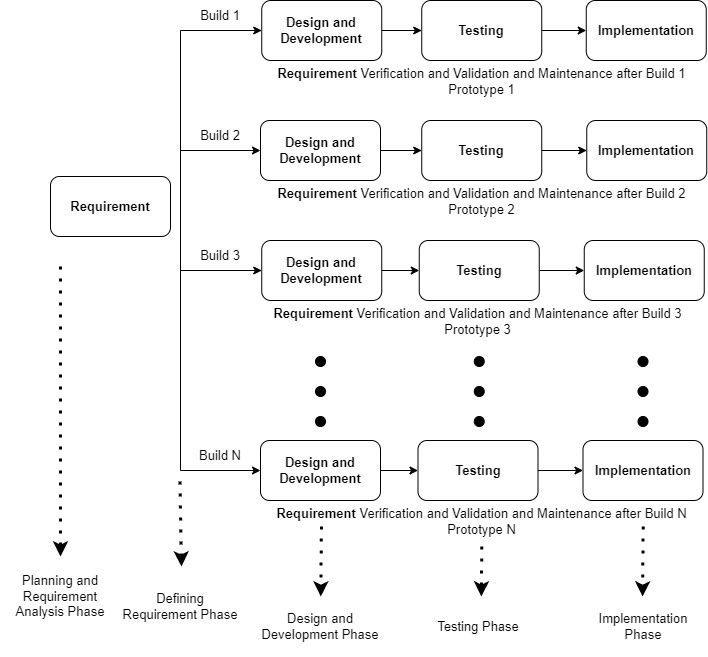 Build 1
Design and
Development
Testing
Implementation
Requirement Verification and Validation and Maintenance after Build 1
Prototype 1
Build 2
Design and
Development
Testing
Implementation
Requirement Verification and Validation and Maintenance after Build 2
Prototype 2
Requirement
Build 3
Design and
Development
Testing
Implementation
Requirement Verification and Validation and Maintenance after Build 3
Prototype 3
Build N
Design and
Development
Testing
Implementation
Requirement Verification and Validation and Maintenance after Build N
Prototype N
Planning and
Requirement
Analysis Phase
Defining
Requirement Phase
Design and
Development Phase
Testing Phase
Implementation
Phase